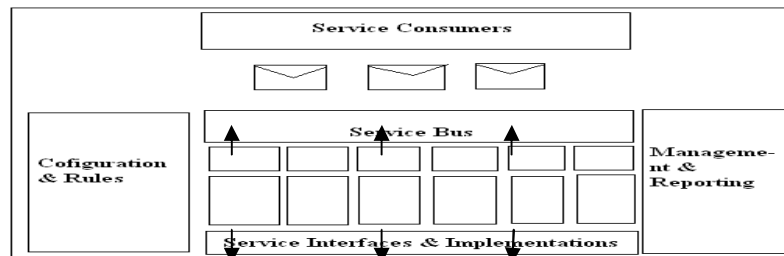 Service Consumers
Service Bus
Cofiguration
& Rules
Manageme-
nt &
Reporting
Service Interfaces & Implementations